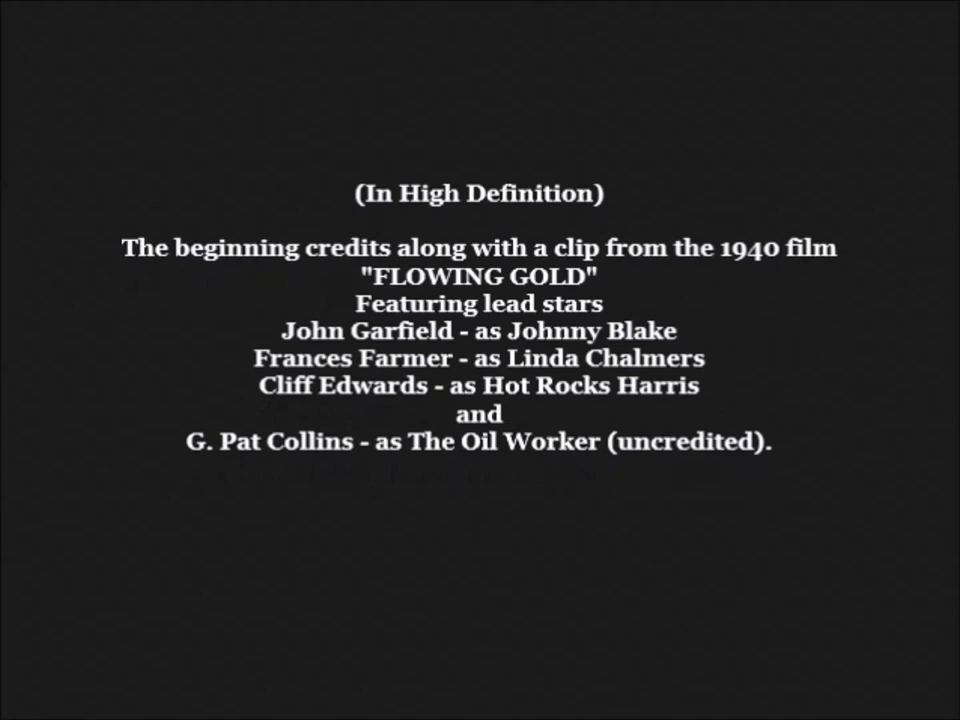 (In High Definition)
The beginning credits along with a clip from the 1940 film
"FLOWING GOLD"
Featuring lead stars
John Garfield - as Johnny Blake
Frances Farmer - as Linda Chalmers
Cliff Edwards - as Hot Rocks Harris
and
G. Pat Collins - as The Oil Worker (uncredited).